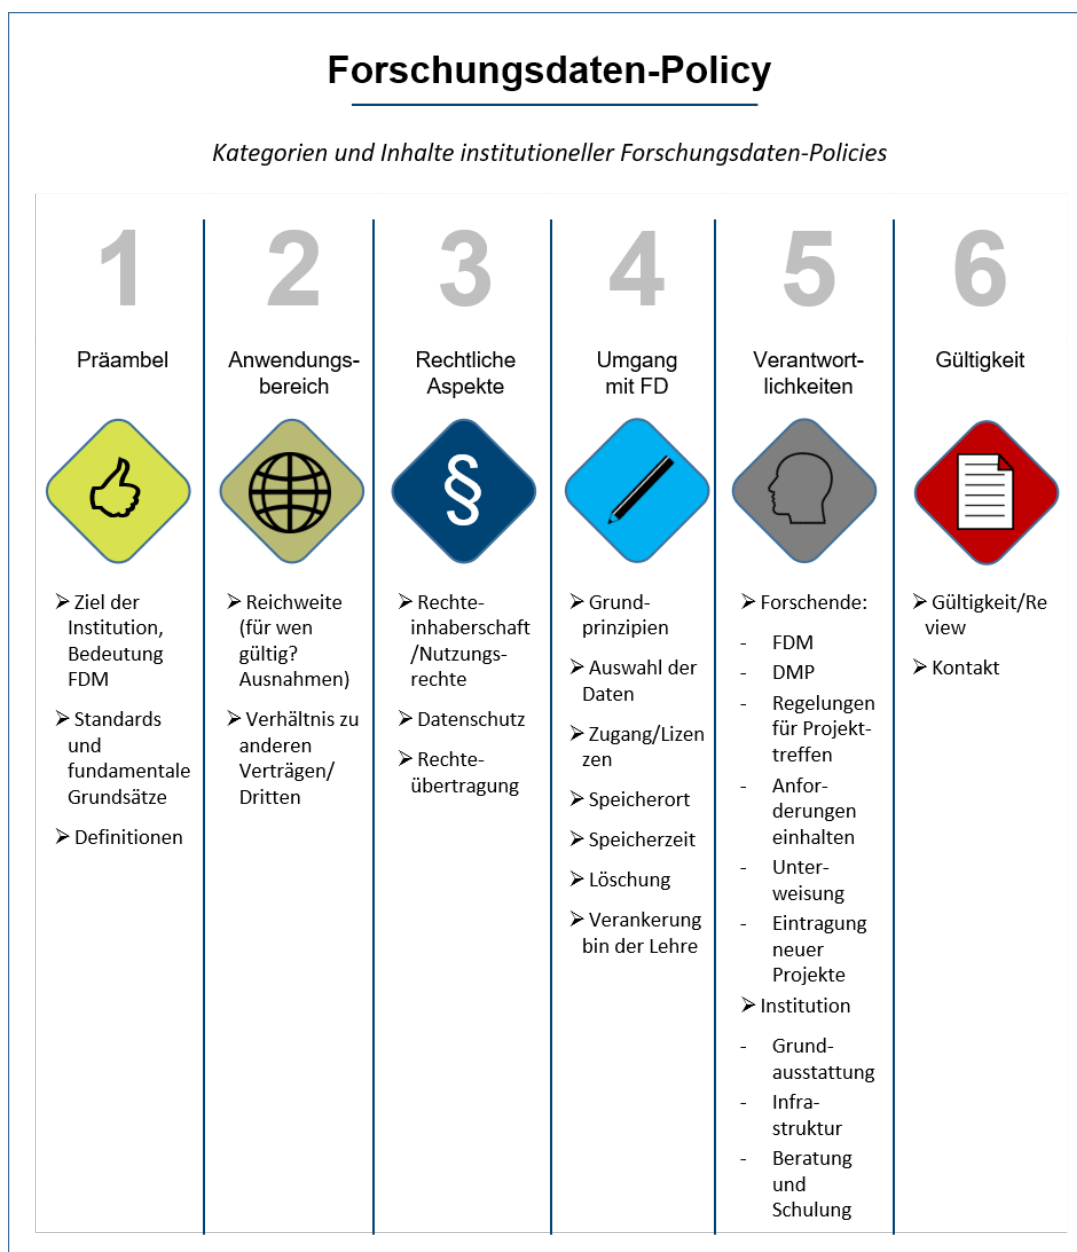 Forschungsdaten-Policy
Kategorien und Inhalte institutioneller Forschungsdaten-Policies
1
Präambel
➢ Ziel der
Institution,
Bedeutung
FDM
➢ Standards
und
fundamentale
Grundsätze
➢ Definitionen
2
Anwendungs-
bereich
➢ Reichweite
(für wen
gültig?
Ausnahmen)
➢ Verhältnis zu
anderen
Verträgen/
Dritten
3
Rechtliche
Aspekte
§
➢ Rechte-
inhaberschaft
/Nutzungs-
rechte
➢ Datenschutz
➢ Rechte-
übertragung
4
Umgang
mit FD
➢ Grund-
prinzipien
➢ Auswahl der
Daten
➢ Zugang/Lizen
zen
➢ Speicherort
➢ Speicherzeit
➢ Löschung
➢ Verankerung
bin der Lehre
5
Verantwort-
lichkeiten
➢ Forschende:
- FDM
- DMP
- Regelungen
für Projekt-
treffen
- Anfor-
derungen
einhalten
- Unter-
weisung
- Eintragung
neuer
Projekte
➢ Institution
- Grund-
ausstattung
- Infra-
struktur
- Beratung
und
Schulung
6
Gültigkeit
➢ Gültigkeit/Re
view
➢ Kontakt